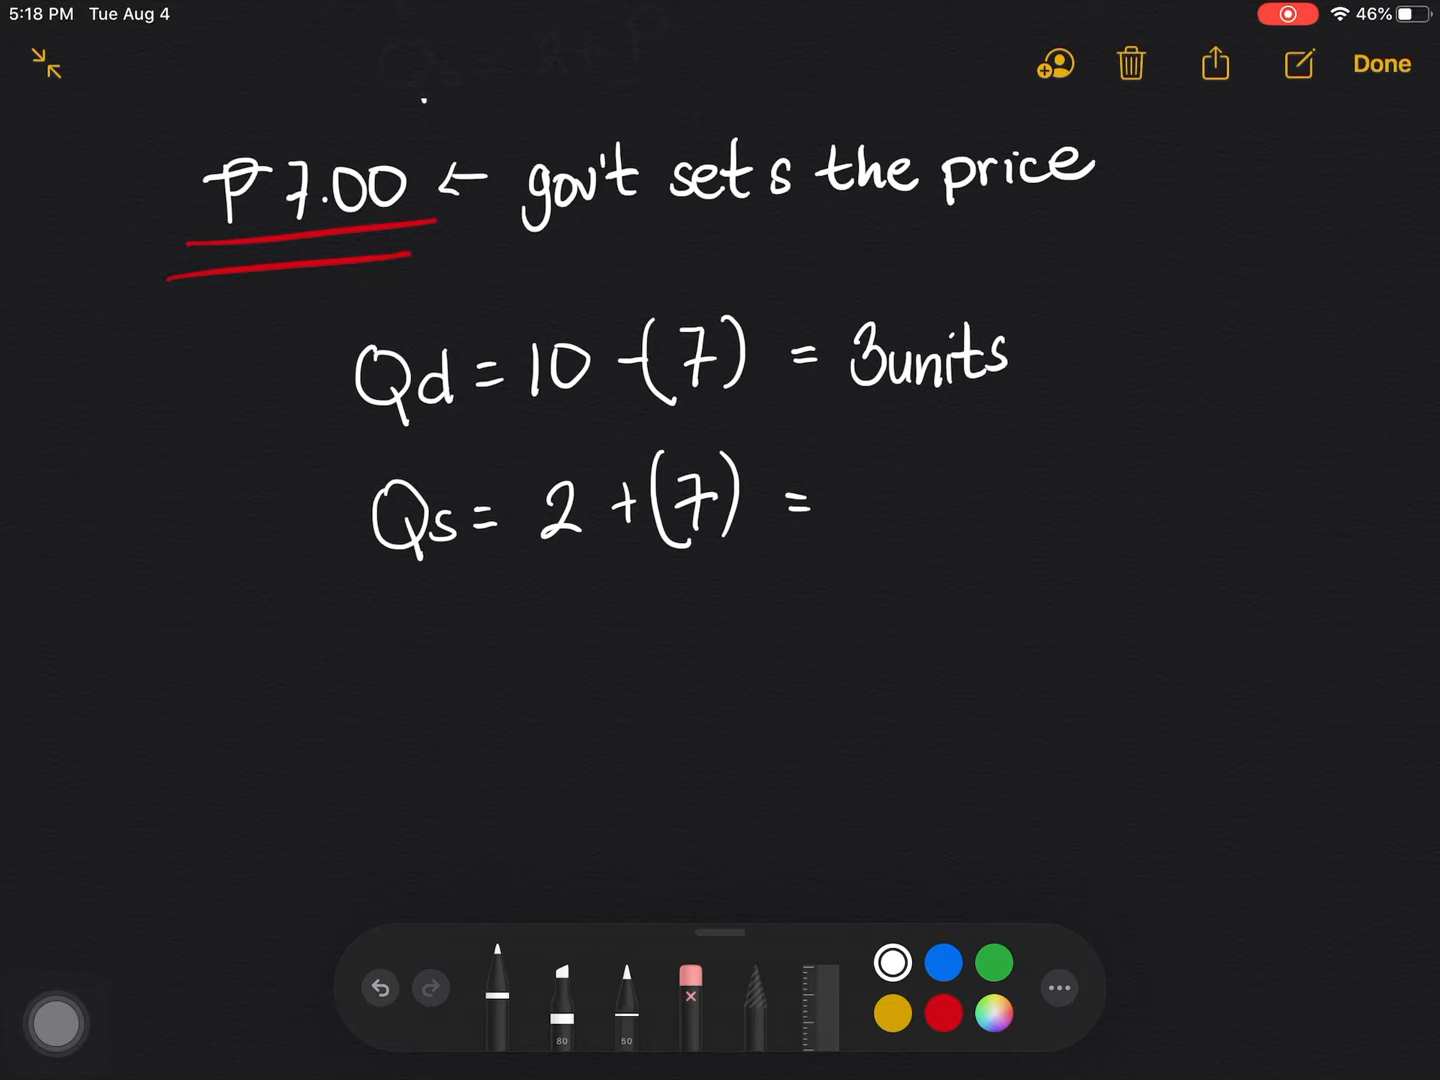 5:18 PM Tue Aug 4
46%
Done
₱7.00 ← gov't sets the price
Qd = 10 -(7) = 3units
Qs = 2 +(7) =
80
50